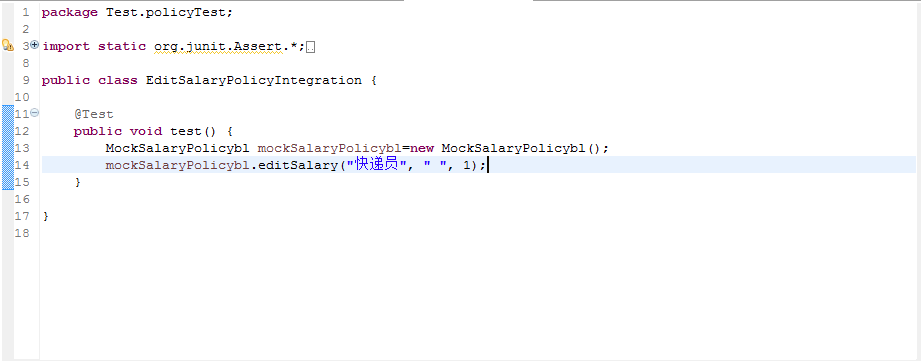 1 package Test.policyTest;
2
3 import static org.junit.Assert.*;
8
9 public class EditSalaryPolicyIntegration {
10
11 @Test
12 public void test() {
13 MockSalaryPolicybl mockSalaryPolicybl=new MockSalaryPolicybl();
14 mockSalaryPolicybl.editSalary("快递员", " ", 1);
15 }
16
17 }
18